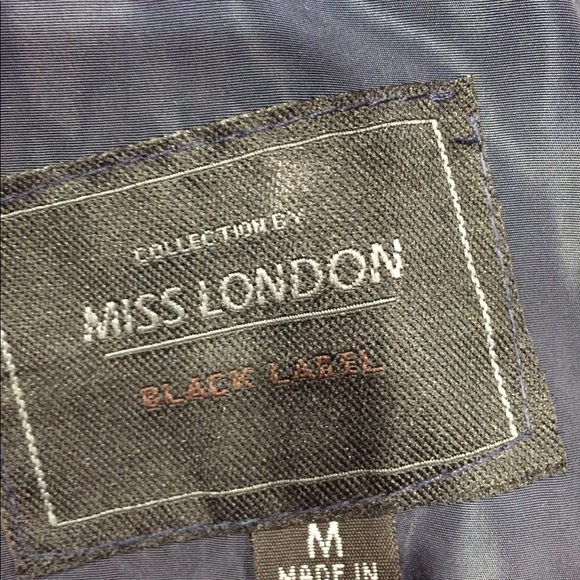 COLLECTION BY
MISS LONDON
BLACK LABEL
M
MADE IN